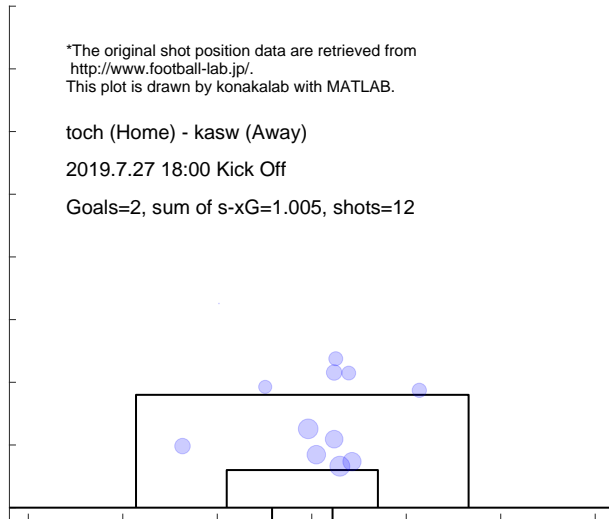 *The original shot position data are retrieved from
http://www.football-lab.jp/.
This plot is drawn by konakalab with MATLAB.
toch (Home) - kasw (Away)
2019.7.27 18:00 Kick Off
Goals=2, sum of s-xG=1.005, shots=12